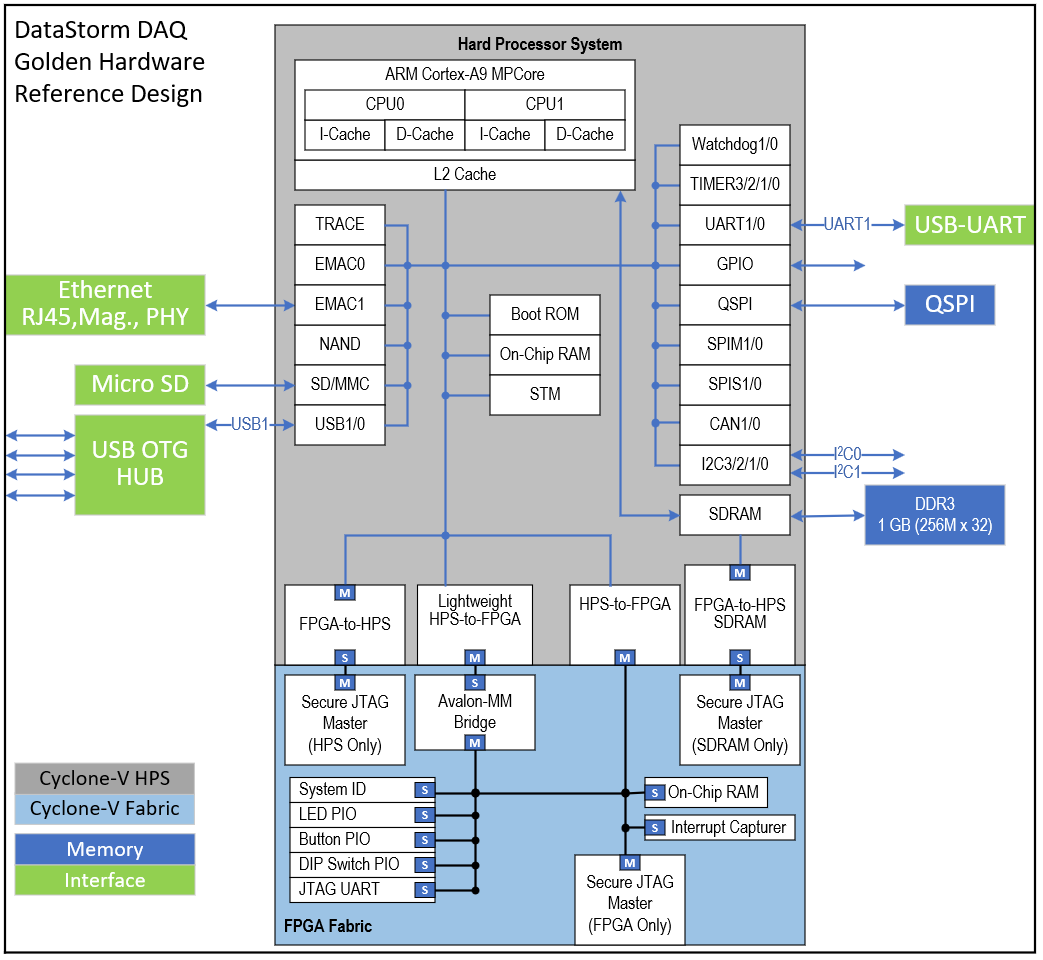 DataStorm DAQ
Golden Hardware
Reference Design
Hard Processor System
ARM Cortex-A9 MPCore
CPU0
CPU1
I-Cache
D-Cache
I-Cache
D-Cache
L2 Cache
TRACE
EMAC0
EMAC1
NAND
SD/MMC
USB1/0
Boot ROM
On-Chip RAM
STM
Watchdog1/0
TIMER3/2/1/0
UART1/0
GPIO
QSPI
SPIM1/0
SPIS1/0
CAN1/0
I2C3/2/1/0
SDRAM
UART1
USB-UART
QSPI
I²C0
I²C1
DDR3
1 GB (256M x 32)
Ethernet
RJ45,Mag., PHY
Micro SD
USB1
USB OTG
HUB
M
FPGA-to-HPS
S
Lightweight
HPS-to-FPGA
M
HPS-to-FPGA
M
M
FPGA-to-HPS
SDRAM
S
M
Secure JTAG
Master
(HPS Only)
S
Avalon-MM
Bridge
M
M
Secure JTAG
Master
(SDRAM Only)
System ID S
LED PIO S
Button PIO S
DIP Switch PIO S
JTAG UART S
S On-Chip RAM
S Interrupt Capturer
M
Secure JTAG
Master
(FPGA Only)
FPGA Fabric
Cyclone-V HPS
Cyclone-V Fabric
Memory
Interface